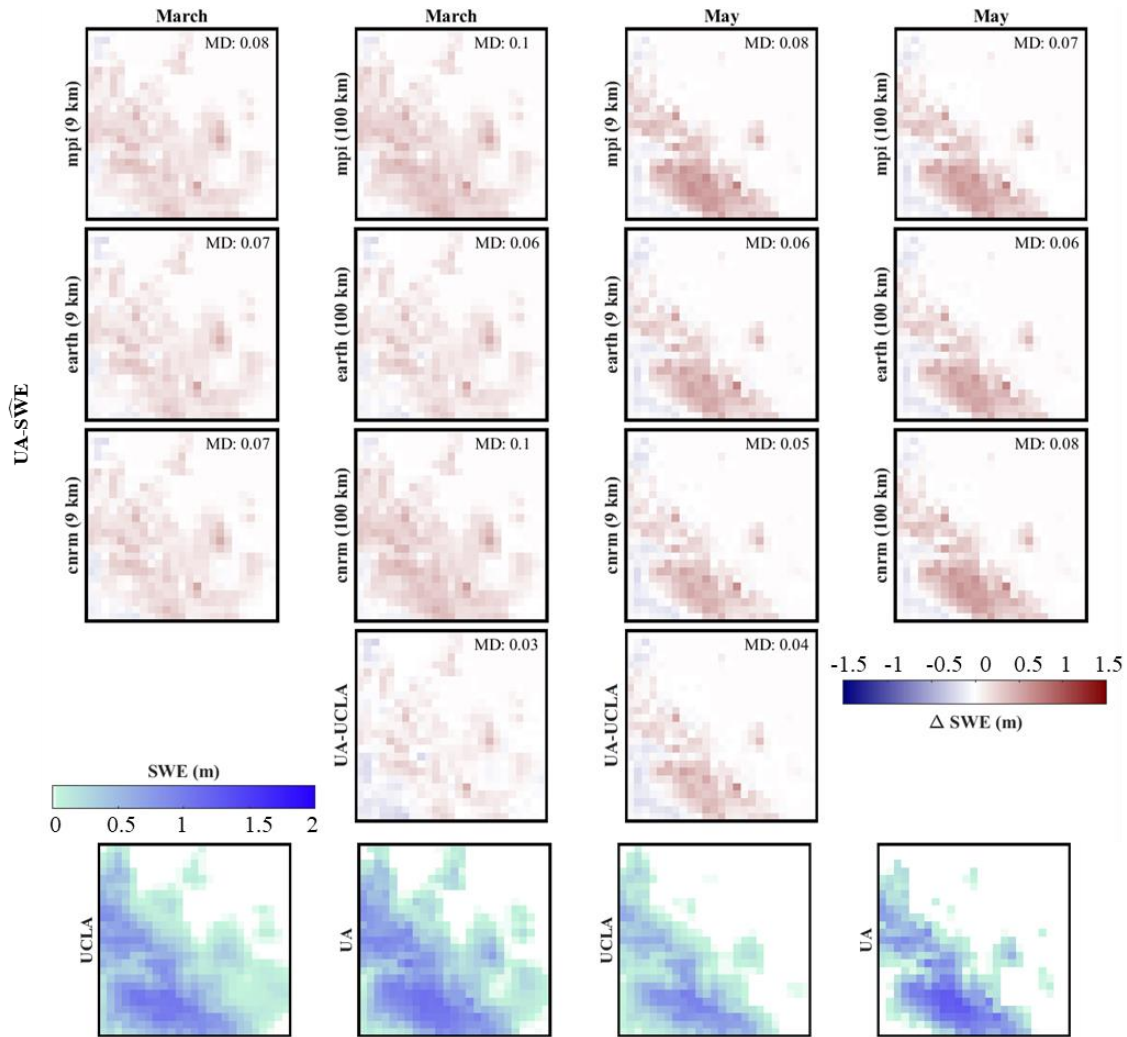 March March May May
MD: 0.08 MD: 0.1 MD: 0.08 MD: 0.07
mpi (9 km) mpi (100 km) mpi (9 km) mpi (100 km)
MD: 0.07 MD: 0.06 MD: 0.06 MD: 0.06
earth (9 km) earth (100 km) earth (9 km) earth (100 km)
UA-SWÊ
MD: 0.07 MD: 0.1 MD: 0.05 MD: 0.08
cnrm (9 km) cnrm (100 km) cnrm (9 km) cnrm (100 km)
MD: 0.03 MD: 0.04
UA-UCLA UA-UCLA
-1.5 -1 -0.5 0 0.5 1 1.5
△ SWE (m)
SWE (m)
0 0.5 1 1.5 2
UCLA UA UCLA UA